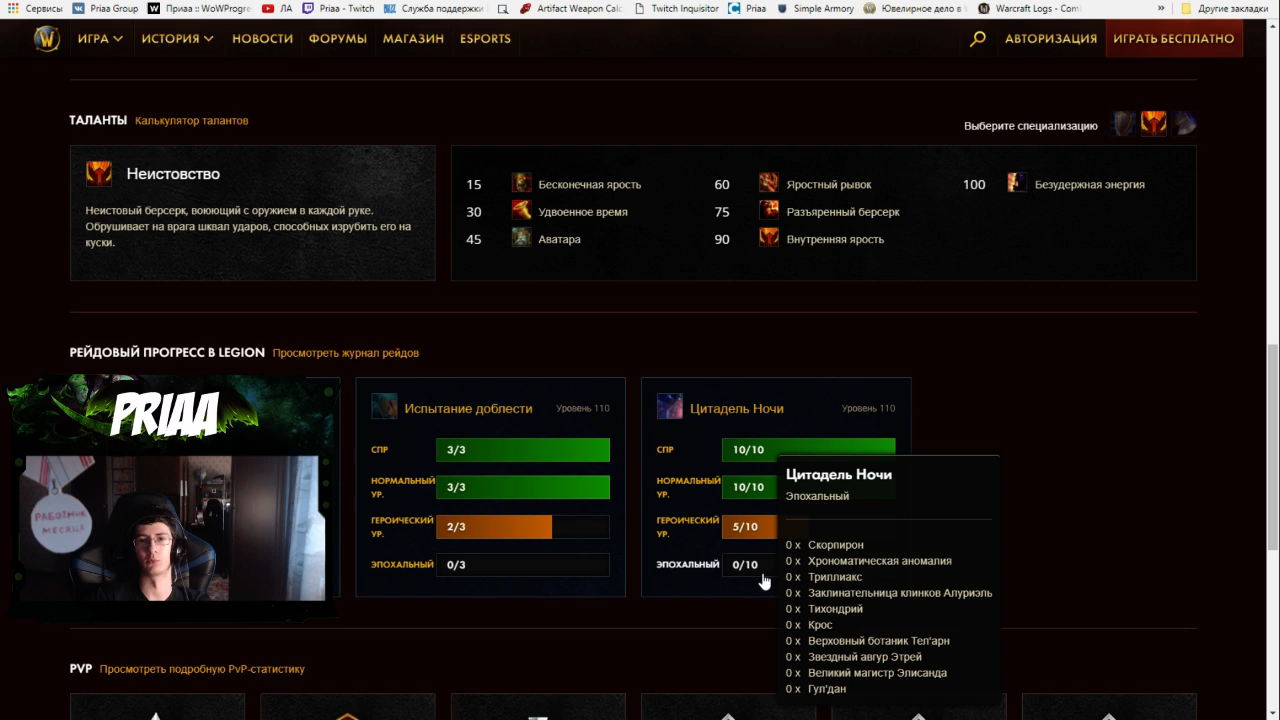 Сервисы Priaa Group Приаа :: WoWProgres ЛА Priaa - Twitch Служба поддержки Artifact Weapon Calc Twitch Inquisitor Priaa Simple Armory Ювелирное дело в Warcraft Logs - Comb » Другие закладки
ИГРА ИСТОРИЯ НОВОСТИ ФОРУМЫ МАГАЗИН ESPORTS АВТОРИЗАЦИЯ ИГРАТЬ БЕСПЛАТНО
ТАЛАНТЫ Калькулятор талантов
Выберите специализацию
Неистовство
Неистовый берсерк, воюющий с оружием в каждой руке.
Обрушивает на врага шквал ударов, способных изрубить его на
куски.
15 Бесконечная ярость 60 Яростный рывок 100 Безудержная энергия
30 Удвоенное время 75 Разъяренный берсерк
45 Аватара 90 Внутренняя ярость
РЕЙДОВЫЙ ПРОГРЕСС В LEGION Просмотреть журнал рейдов
PRIAA
РАБОТНИК
МЕСЯЦА
Испытание доблести Уровень 110
СПР 3/3
НОРМАЛЬНЫЙ УР. 3/3
ГЕРОИЧЕСКИЙ УР. 2/3
ЭПОХАЛЬНЫЙ 0/3
Цитадель Ночи Уровень 110
СПР 10/10
НОРМАЛЬНЫЙ УР. 10/10
ГЕРОИЧЕСКИЙ УР. 5/10
ЭПОХАЛЬНЫЙ 0/10
Цитадель Ночи
Эпохальный
0 x Скорпирон
0 x Хрономатическая аномалия
0 x Триллиакс
0 x Заклинательница клинков Алуриэль
0 x Тихондрий
0 x Крос
0 x Верховный ботаник Тел'арн
0 x Звездный авгур Этрей
0 x Великий магистр Элисанда
0 x Гул'дан
PVP Просмотреть подробную PvP-статистику